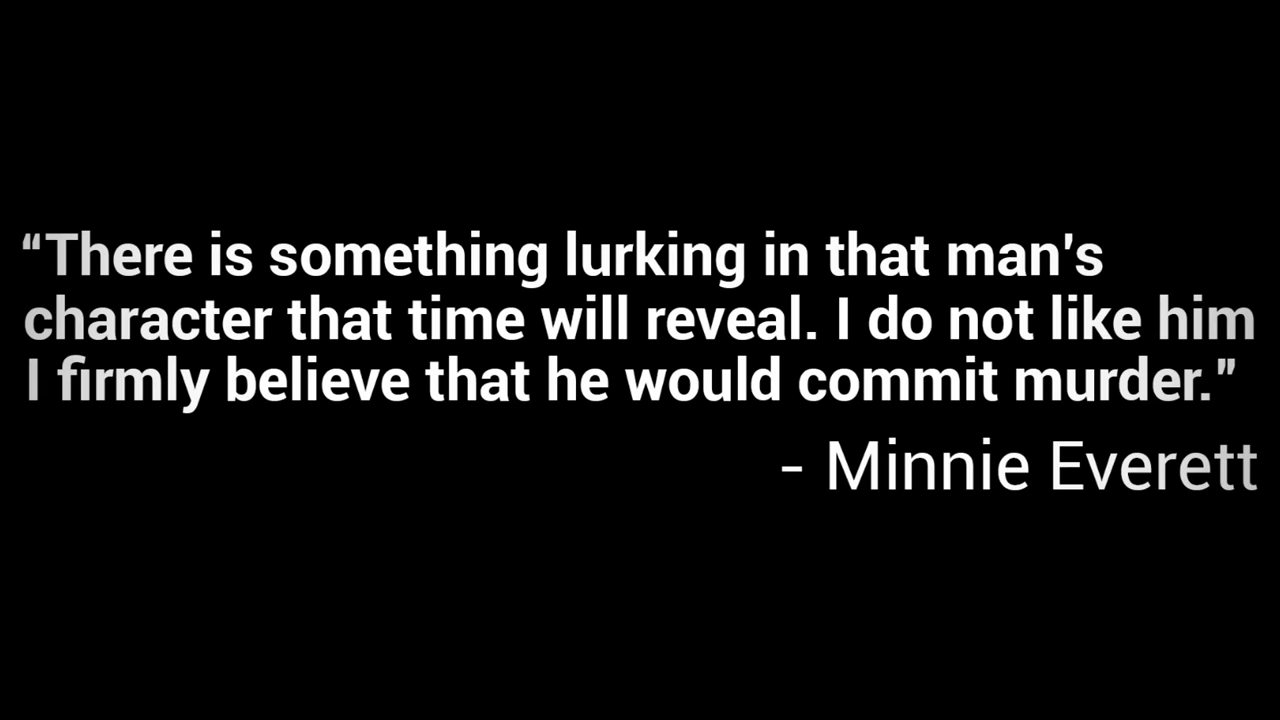 “There is something lurking in that man's
character that time will reveal. I do not like him
I firmly believe that he would commit murder.”
- Minnie Everett